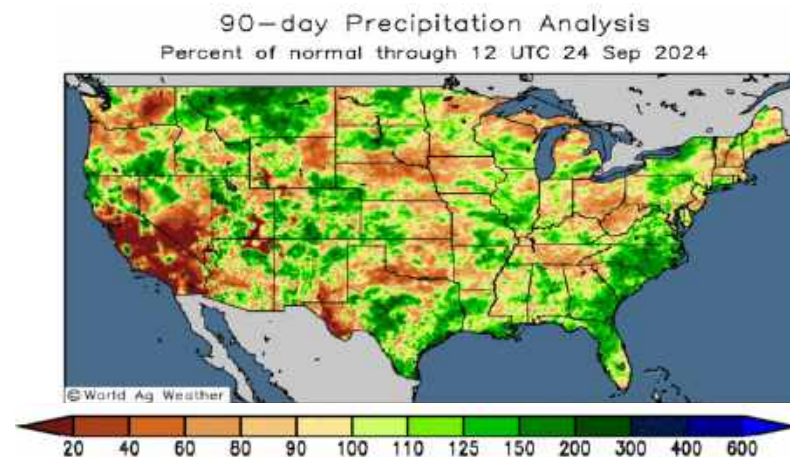 90-day Precipitation Analysis
Percent of normal through 12 UTC 24 Sep 2024
© World Ag Weather
20 40 60 80 90 100 110 125 150 200 300 400 600